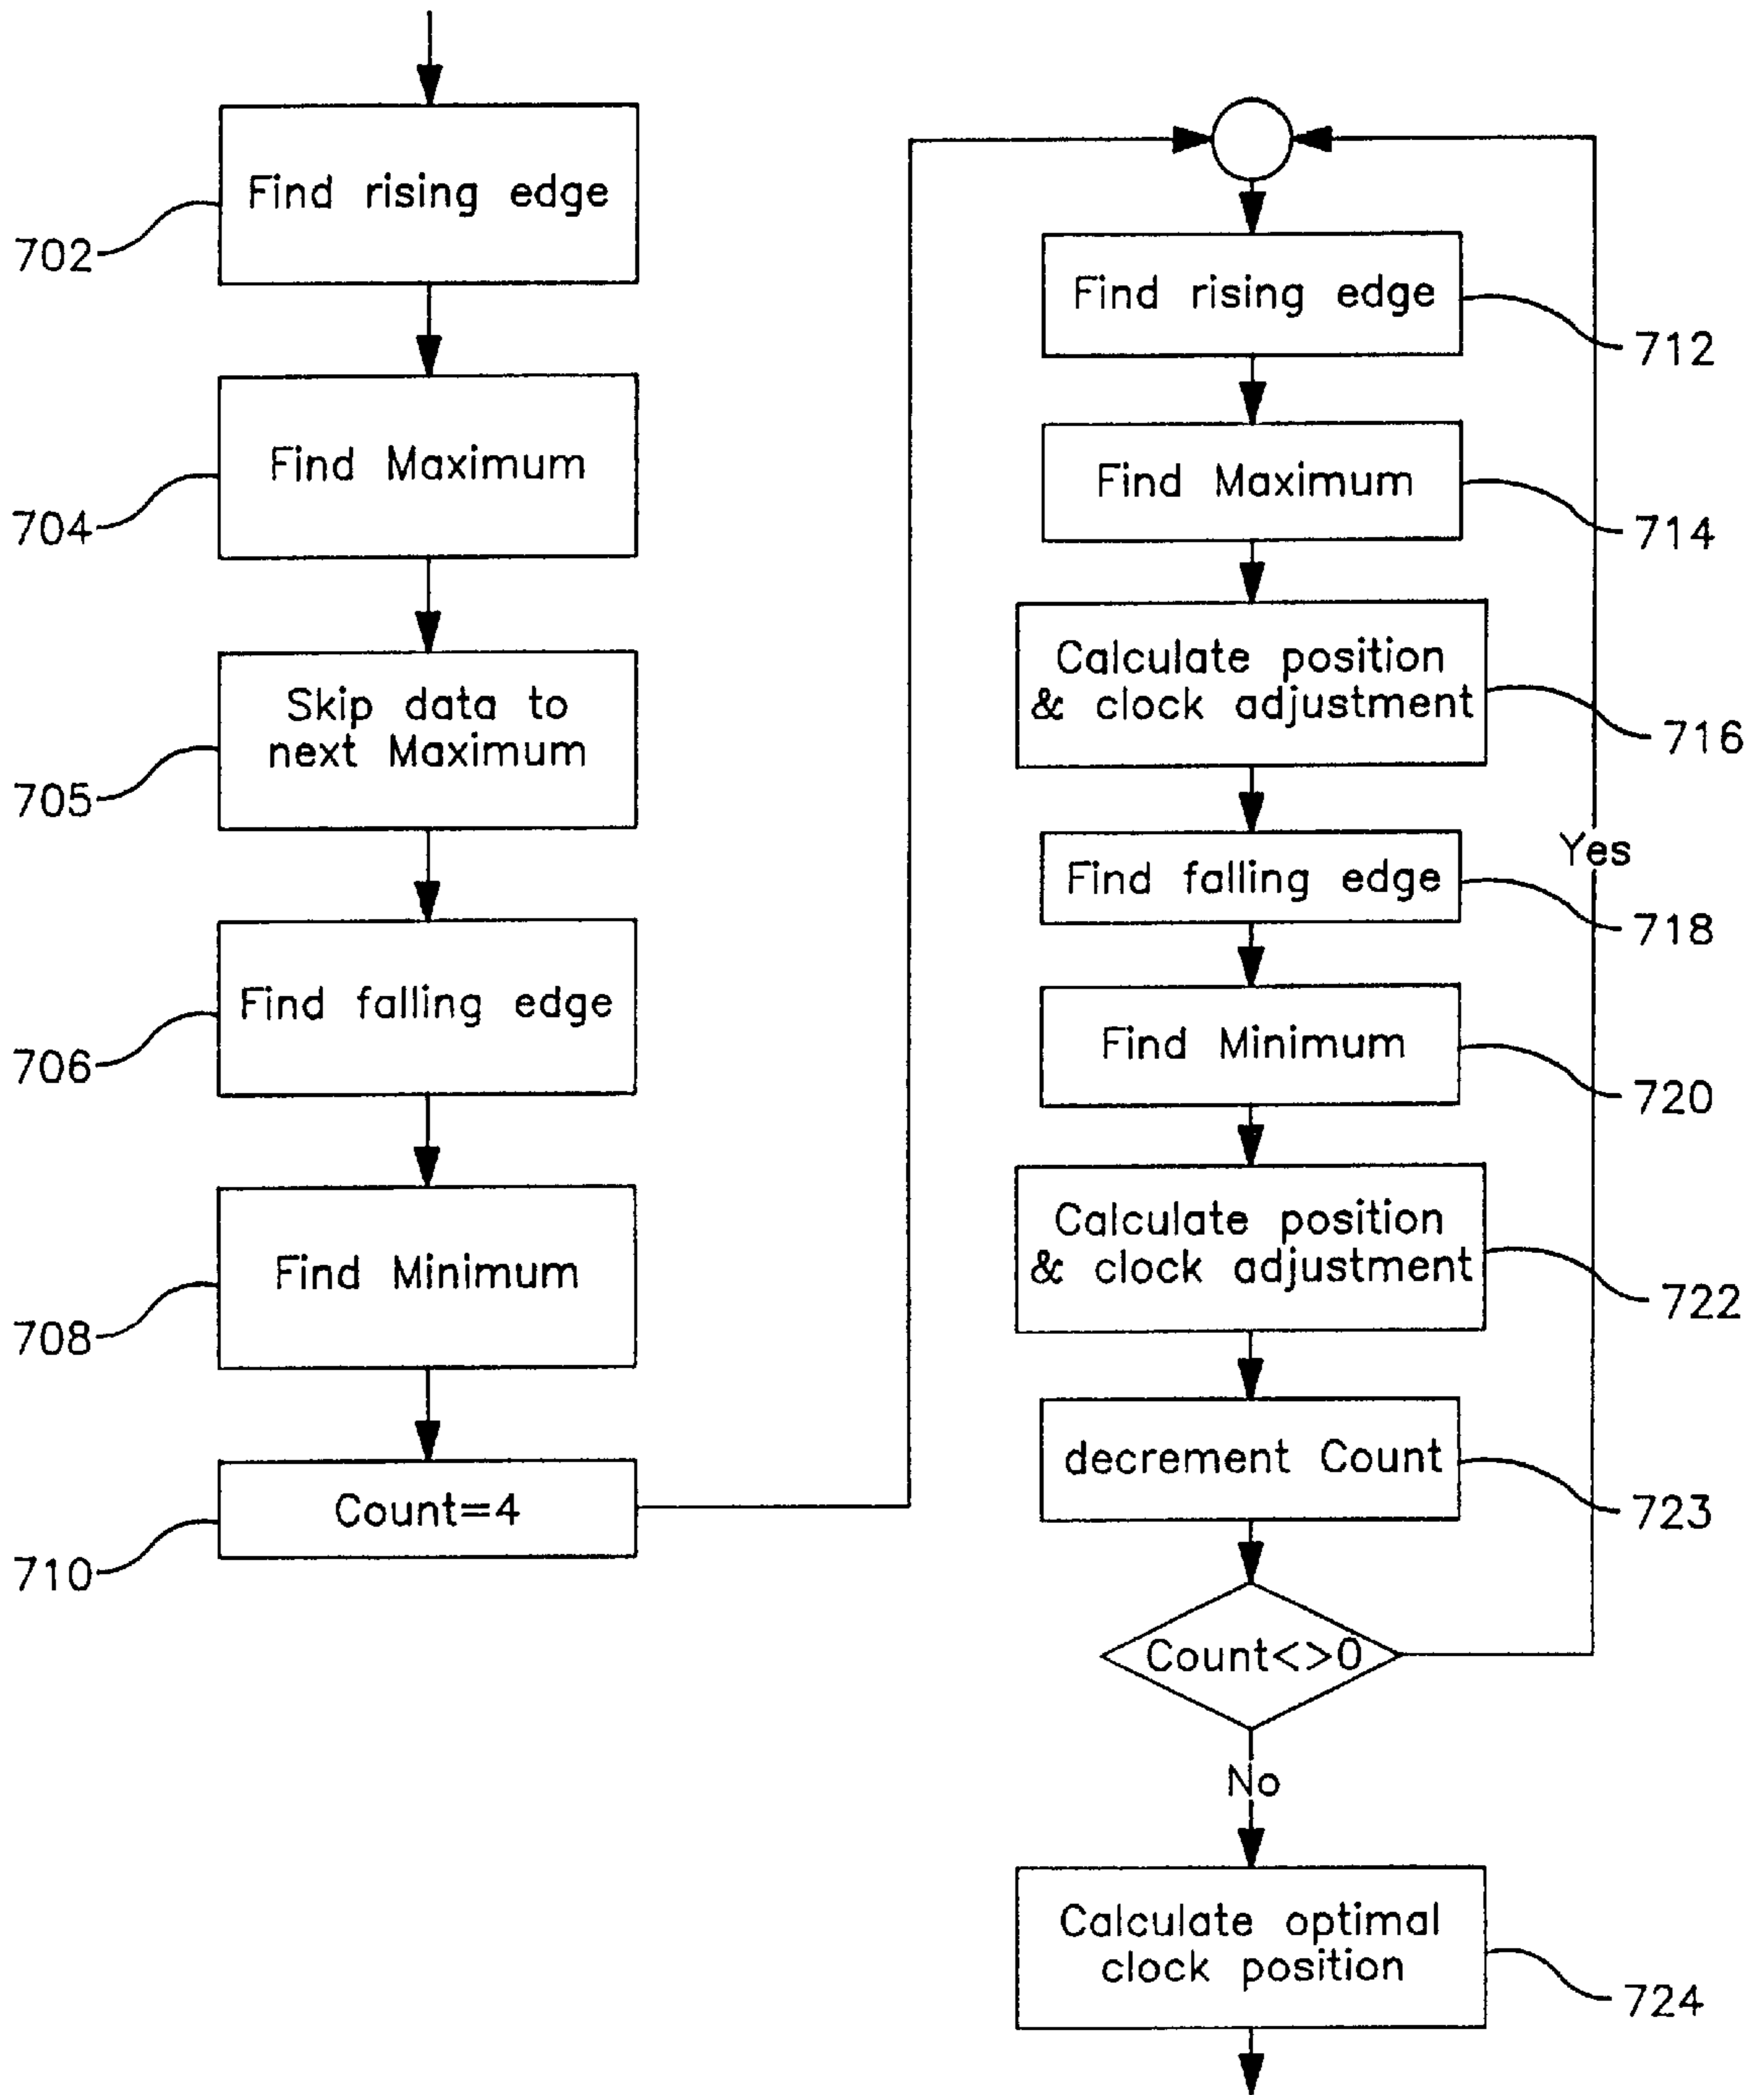 Find rising edge
702
Find Maximum
704
Skip data to
next Maximum
705
Find falling edge
706
Find Minimum
708
Count=4
710
Find rising edge
712
Find Maximum
714
Calculate position
& clock adjustment
716
Yes
Find falling edge
718
Find Minimum
720
Calculate position
& clock adjustment
722
decrement Count
723
Count<>0
No
Calculate optimal
clock position
724